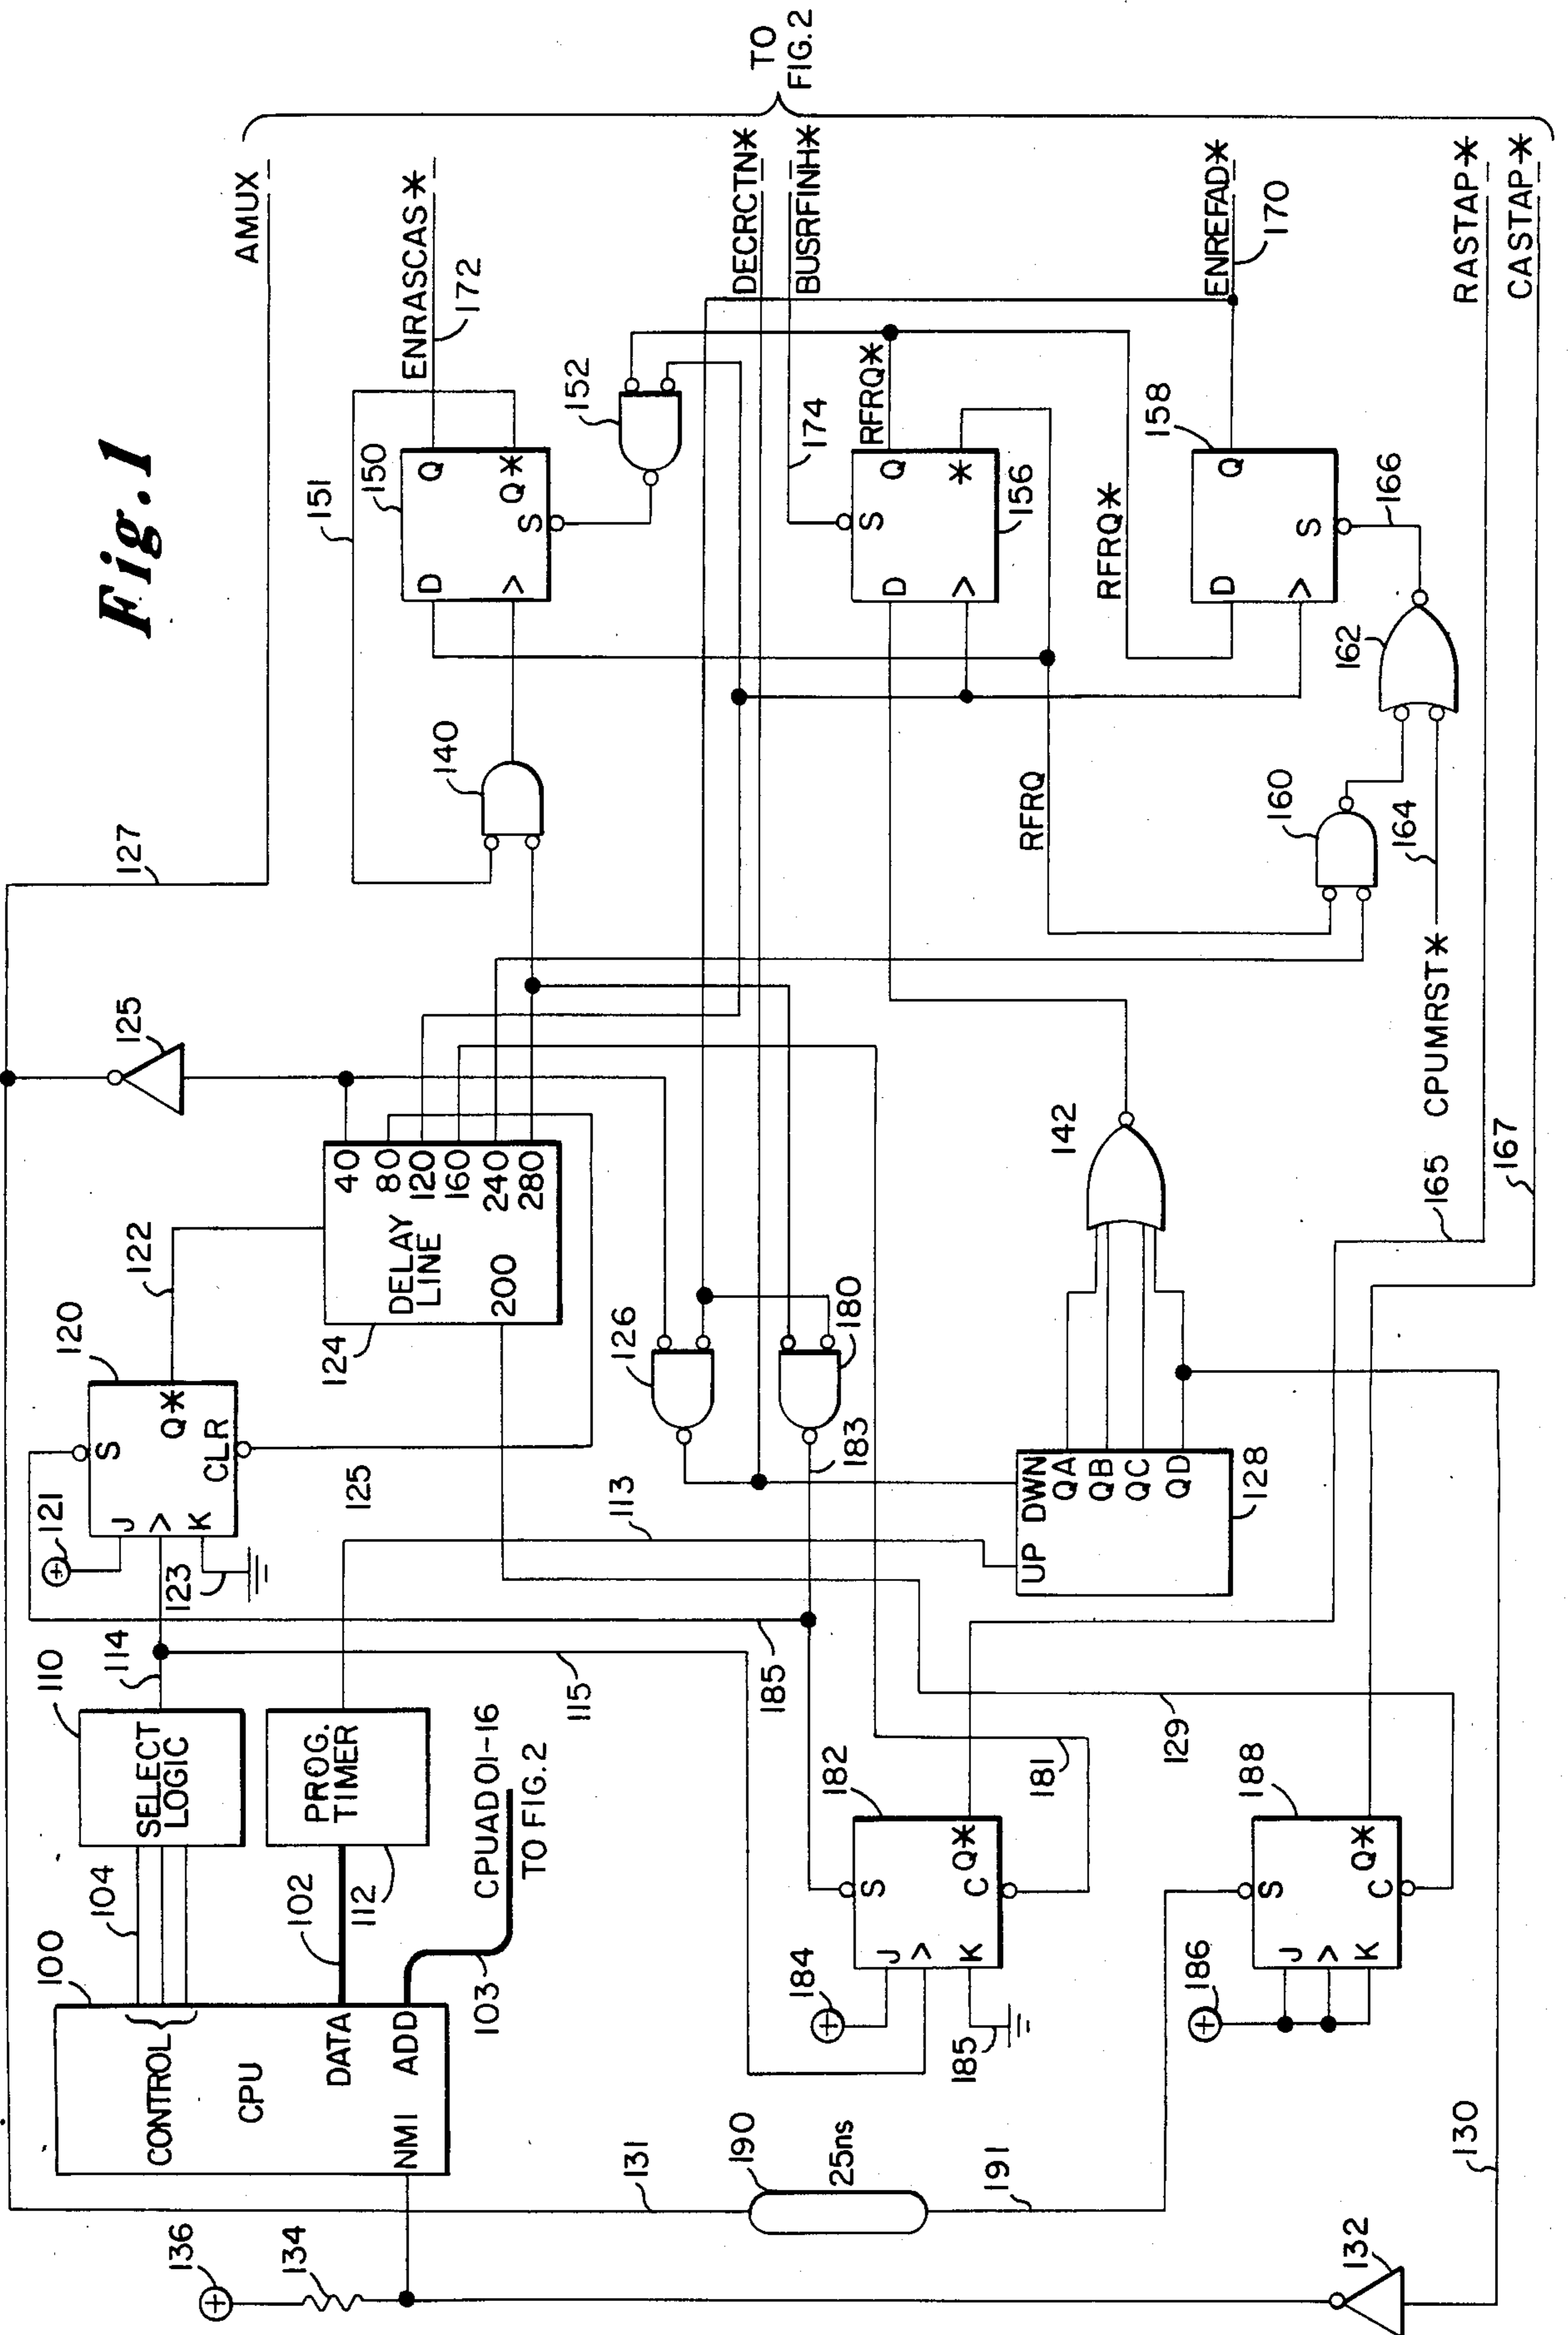 Fig. 1
TO
FIG. 2
AMUX
ENRASCAS*
172
DECRCTN*
BUSRFINH*
ENREFAD*
170
RASTAP*
CASTAP*
127
151
150
D
Q
Q*
S
>
152
140
174
RFRQ*
S
D
Q
*
>
156
RFRQ*
158
D
Q
S
>
166
162
RFRQ
160
164
CPUMRST*
165
167
125
40
80
120
160
240
280
200
DELAY
LINE
124
122
120
S
J
>
K
Q*
CLR
121
123
125
126
180
183
142
113
UP
DWN
QA
QB
QC
QD
128
110
SELECT
LOGIC
114
115
185
PROG.
TIMER
112
104
102
103
CPUAD01-16
TO FIG. 2
100
CONTROL
CPU
DATA
ADD
NMI
182
S
J
>
K
Q*
C
184
185
181
129
188
S
J
>
K
Q*
C
186
136
134
131
190
25ns
191
130
132